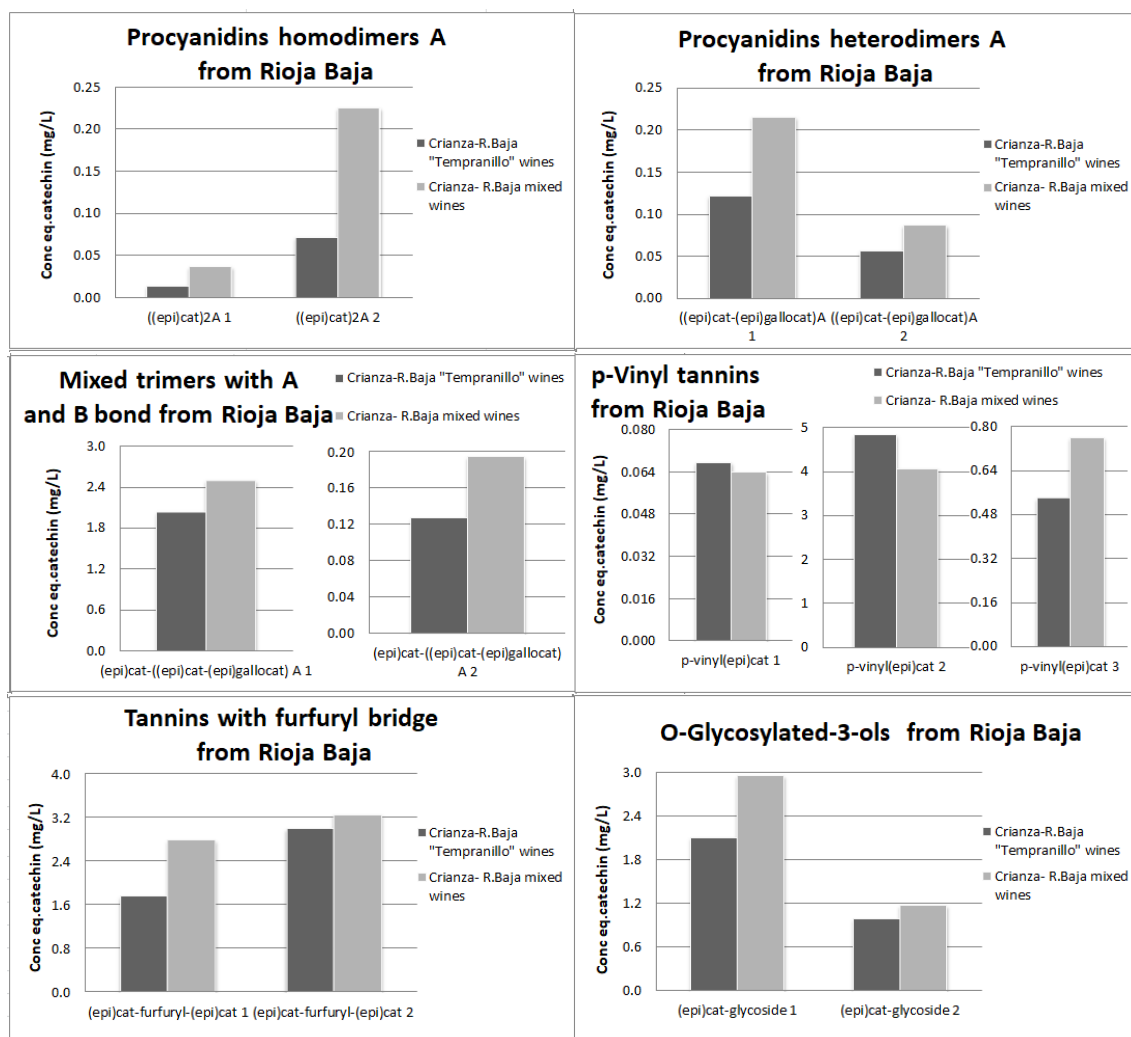 Procyanidins homodimers A
from Rioja Baja
Conc eq.catechin (mg/L)
0.25
0.20
0.15
0.10
0.05
0.00
((epi)cat)2A 1
((epi)cat)2A 2
Crianza-R.Baja
"Tempranillo" wines
Crianza- R.Baja mixed
wines
Procyanidins heterodimers A
from Rioja Baja
Conc eq.catechin (mg/L)
0.25
0.20
0.15
0.10
0.05
0.00
((epi)cat-(epi)gallocat)A ((epi)cat-(epi)gallocat)A
1 2
Crianza-R.Baja
"Tempranillo" wines
Crianza- R.Baja mixed
wines
Mixed trimers with A
and B bond from Rioja Baja
Crianza-R.Baja "Tempranillo" wines
Crianza- R.Baja mixed wines
Conc eq.catechin (mg/L)
3.0
2.4
1.8
1.2
0.6
0.0
(epi)cat-((epi)cat-(epi)gallocat) A 1
0.20
0.16
0.12
0.08
0.04
0.00
(epi)cat-((epi)cat-(epi)gallocat)
A 2
p-Vinyl tannins
from Rioja Baja
Crianza-R.Baja "Tempranillo" wines
Crianza- R.Baja mixed wines
Conc eq.catechin (mg/L)
0.080
0.064
0.048
0.032
0.016
0.000
p-vinyl(epi)cat 1
5
4
3
2
1
0
p-vinyl(epi)cat 2
0.80
0.64
0.48
0.32
0.16
0.00
p-vinyl(epi)cat 3
Tannins with furfuryl bridge
from Rioja Baja
Conc eq.catechin (mg/L)
4.0
3.2
2.4
1.6
0.8
0.0
(epi)cat-furfuryl-(epi)cat 1 (epi)cat-furfuryl-(epi)cat 2
Crianza-R.Baja
"Tempranillo" wines
Crianza- R.Baja mixed
wines
O-Glycosylated-3-ols from Rioja Baja
Conc eq.catechin (mg/L)
3.0
2.4
1.8
1.2
0.6
0.0
(epi)cat-glycoside 1
(epi)cat-glycoside 2
Crianza-R.Baja
"Tempranillo" wines
Crianza- R.Baja mixed
wines